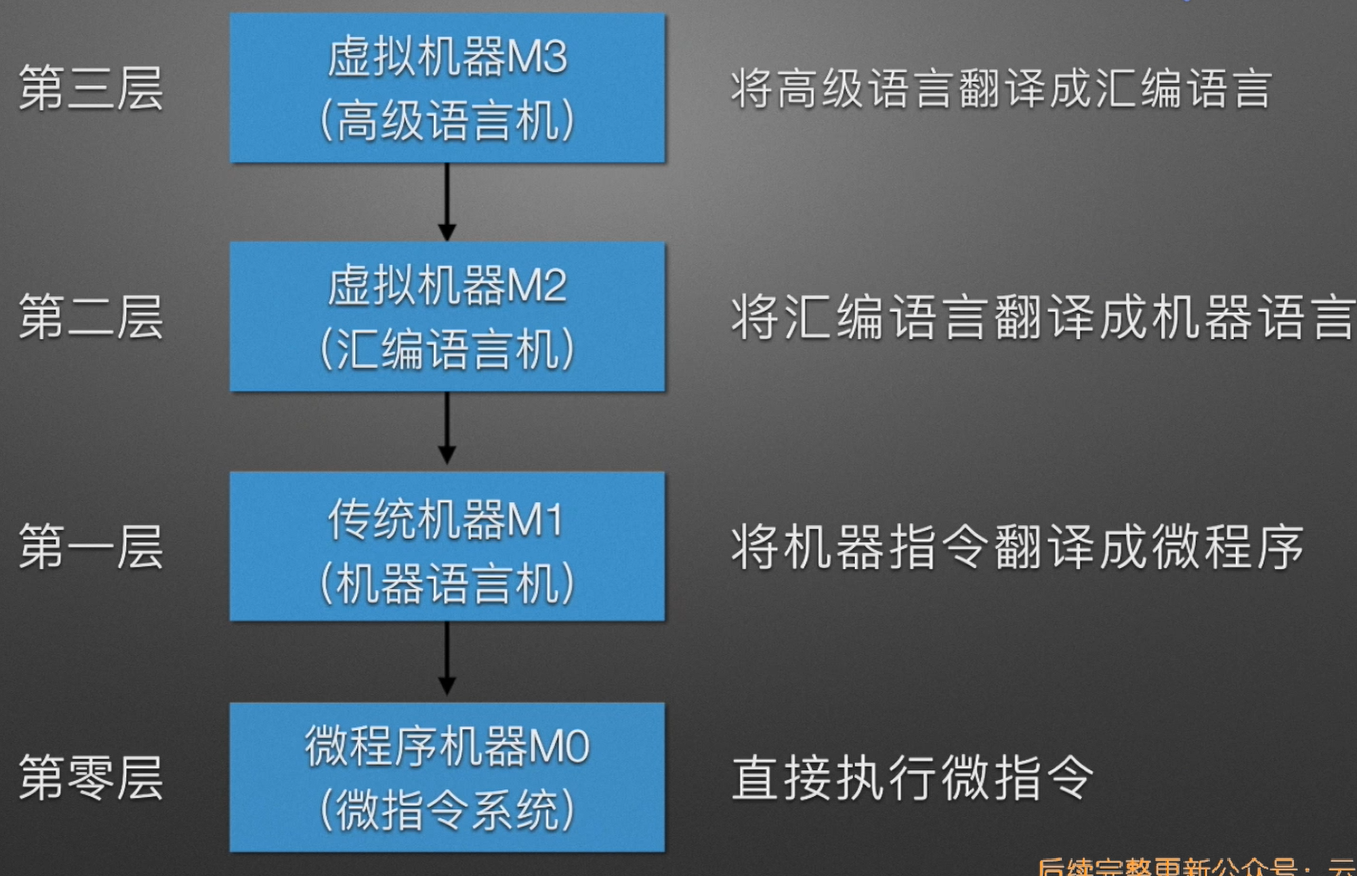 第三层
虚拟机器M3
（高级语言机）
将高级语言翻译成汇编语言
第二层
虚拟机器M2
（汇编语言机）
将汇编语言翻译成机器语言
第一层
传统机器M1
（机器语言机）
将机器指令翻译成微程序
第零层
微程序机器M0
（微指令系统）
直接执行微指令
后续完整更新公众号：云